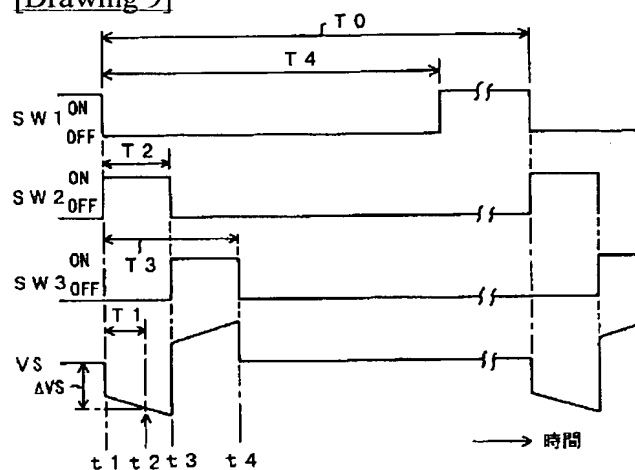 [Drawing 9]
T0
T4
SW1 ON
OFF
T2
SW2 ON
OFF
T3
SW3 ON
OFF
T1
VS
ΔVS
t1 t2 t3 t4
時間